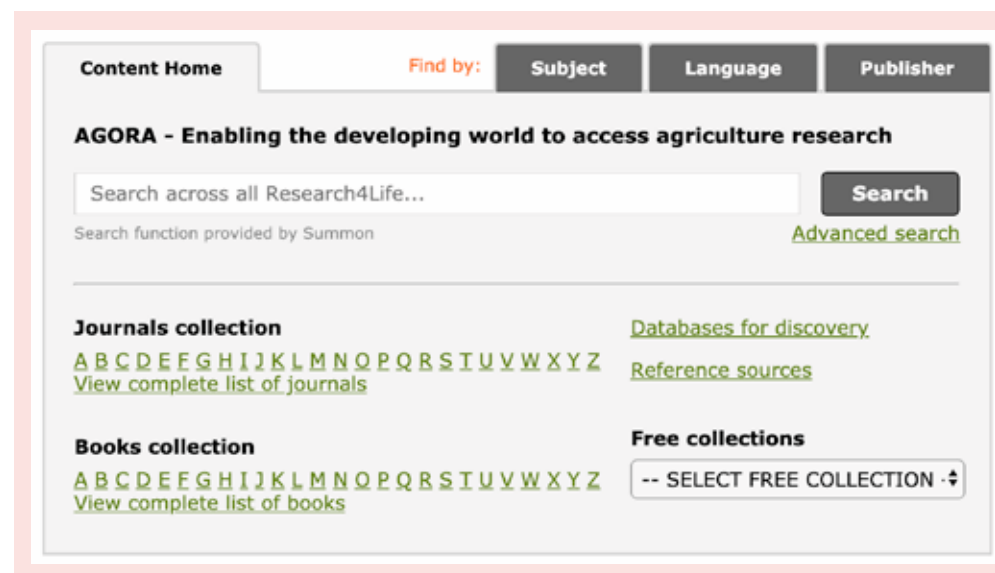 Content Home Find by: Subject Language Publisher
AGORA - Enabling the developing world to access agriculture research
Search across all Research4Life... Search
Search function provided by Summon Advanced search
Journals collection Databases for discovery
A B C D E F G H I J K L M N O P Q R S T U V W X Y Z
View complete list of journals
Reference sources
Books collection
Free collections
A B C D E F G H I J K L M N O P Q R S T U V W X Y Z
View complete list of books
-- SELECT FREE COLLECTION -